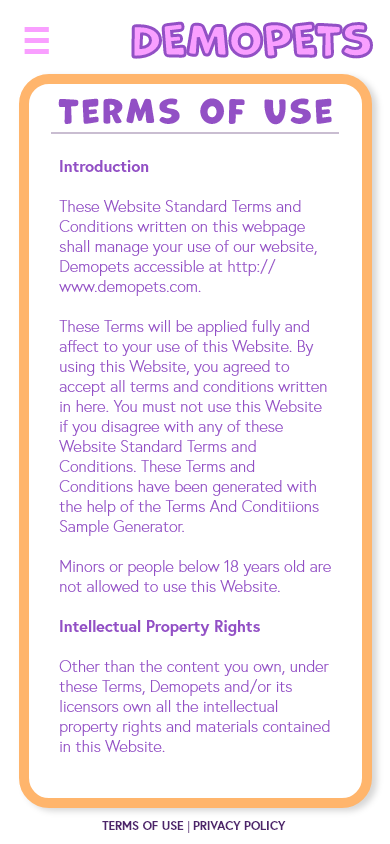 DEMOPETS
TERMS OF USE
Introduction
These Website Standard Terms and
Conditions written on this webpage
shall manage your use of our website,
Demopets accessible at http://
www.demopets.com.
These Terms will be applied fully and
affect to your use of this Website. By
using this Website, you agreed to
accept all terms and conditions written
in here. You must not use this Website
if you disagree with any of these
Website Standard Terms and
Conditions. These Terms and
Conditions have been generated with
the help of the Terms And Conditiions
Sample Generator.
Minors or people below 18 years old are
not allowed to use this Website.
Intellectual Property Rights
Other than the content you own, under
these Terms, Demopets and/or its
licensors own all the intellectual
property rights and materials contained
in this Website.
TERMS OF USE | PRIVACY POLICY